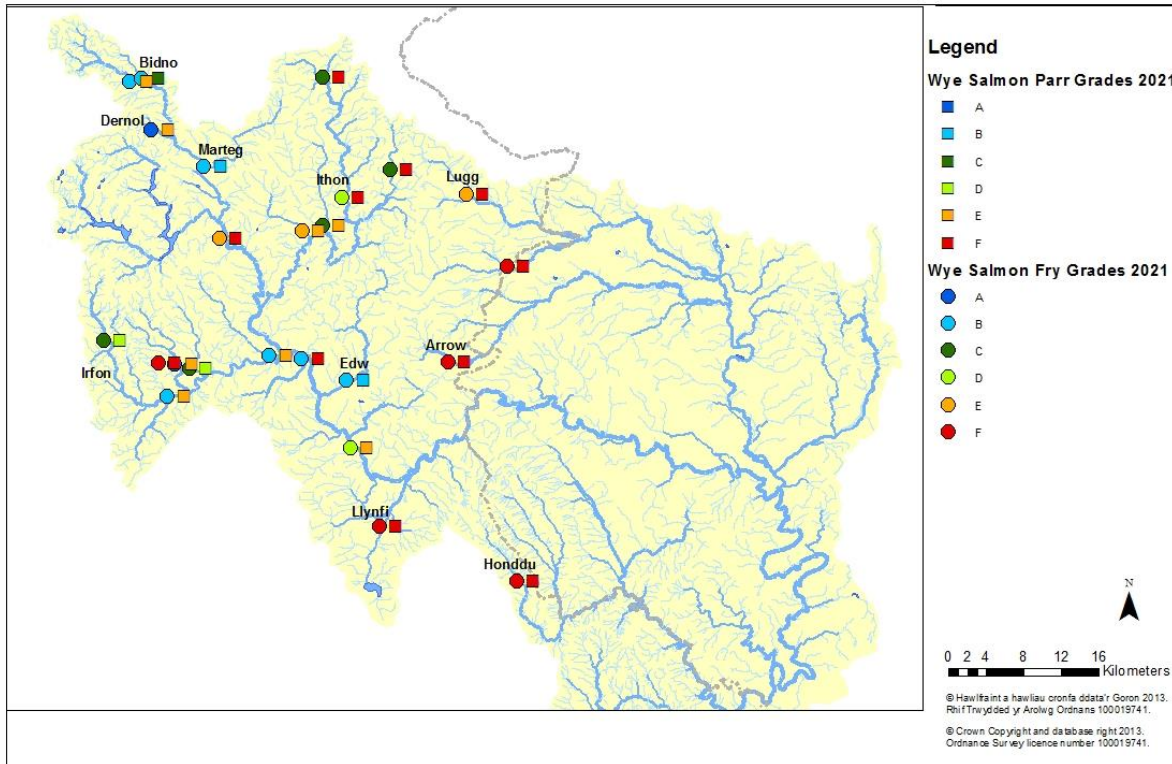 Bidno
Dernol
Marteg
Ithon
Lugg
Irfon
Edw
Arrow
Llynfi
Honddu
Legend
Wye Salmon Parr Grades 2021
A
B
C
D
E
F
Wye Salmon Fry Grades 2021
A
B
C
D
E
F
N
0 2 4 8 12 16
Kilometers
© Hawlfraint a hawliau cronfa ddata'r Goron 2013.
Rhif Trwydded yr Arolwg Ordnans 100019741.
© Crown Copyright and database right 2013.
Ordnance Survey licence number 100019741.